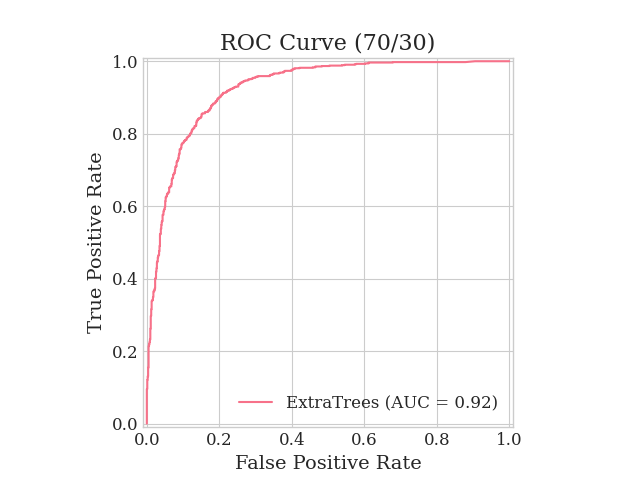 ROC Curve (70/30)
True Positive Rate
1.0
0.8
0.6
0.4
0.2
0.0
ExtraTrees (AUC = 0.92)
0.0 0.2 0.4 0.6 0.8 1.0
False Positive Rate